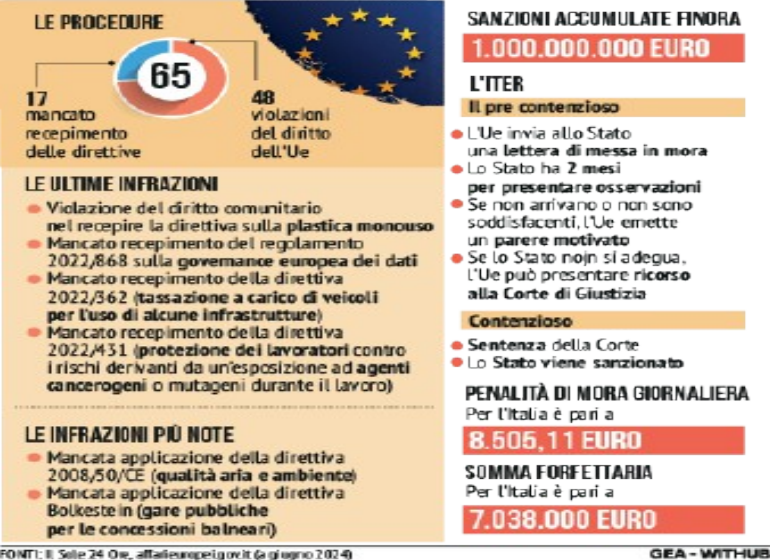 LE PROCEDURE
65
17
mancato
recepimento
delle direttive
48
violazioni
del diritto
dell'Ue
LE ULTIME INFRAZIONI
Violazione del diritto comunitario
nel recepire la direttiva sulla plastica monouso
Mancato recepimento del regolamento
2022/868 sulla governance europea dei dati
Mancato recepimento della direttiva
2022/362 (tassazione a carico di veicoli
per l'uso di alcune infrastrutture)
Mancato recepimento della direttiva
2022/431 (protezione dei lavoratori contro
i rischi derivanti da un'esposizione ad agenti
cancerogeni o mutageni durante il lavoro)
LE INFRAZIONI PIÙ NOTE
Mancata applicazione della direttiva
2008/50/CE (qualità aria e ambiente)
Mancata applicazione della direttiva
Bolkestein (gare pubbliche
per le concessioni balneari)
SANZIONI ACCUMULATE FINORA
1.000.000.000 EURO
L'ITER
Il pre contenzioso
L'Ue invia allo Stato
una lettera di messa in mora
Lo Stato ha 2 mesi
per presentare osservazioni
Se non arrivano o non sono
soddisfacenti, l'Ue emette
un parere motivato
Se lo Stato nojn si adegua,
l'Ue può presentare ricorso
alla Corte di Giustizia
Contenzioso
Sentenza della Corte
Lo Stato viene sanzionato
PENALITÀ DI MORA GIORNALIERA
Per l'Italia è pari a
8.505,11 EURO
SOMMA FORFETTARIA
Per l'Italia è pari a
7.038.000 EURO
FONTI: Il Sole 24 Ore, affarieuropei.gov.it (a giugno 2024)
GEA - WITHUB